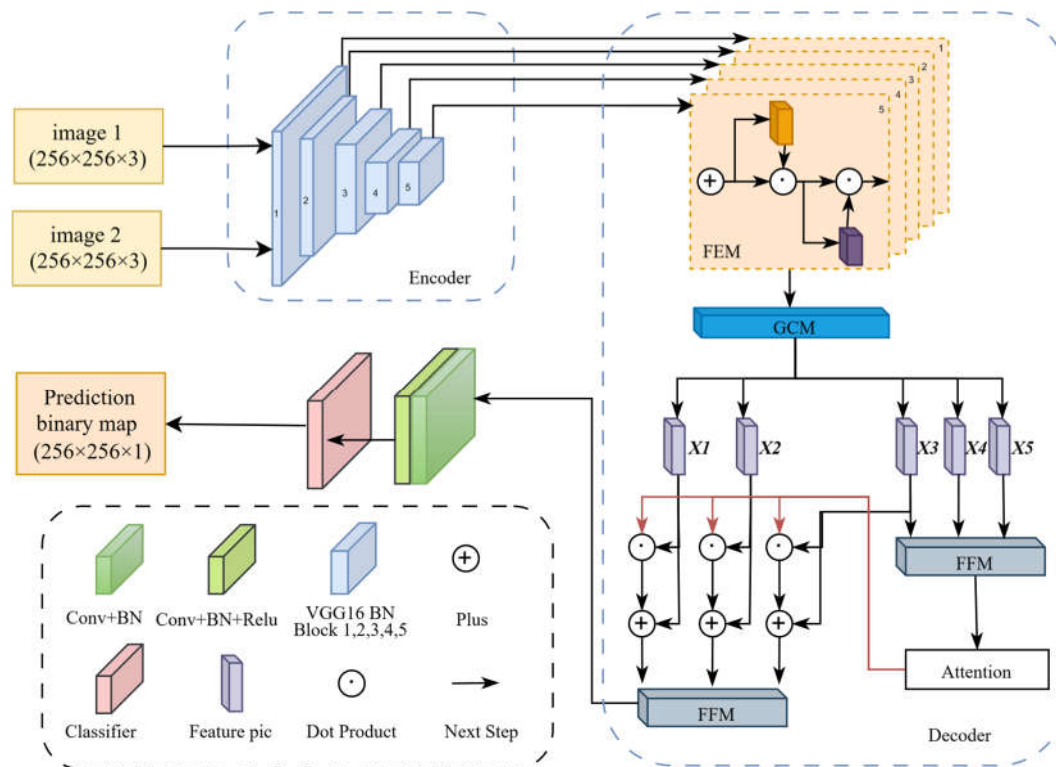 image 1
(256×256×3)
image 2
(256×256×3)
1
2
3
4
5
Encoder
1
2
3
4
5
FEM
GCM
X1
X2
X3
X4
X5
FFM
Attention
FFM
Decoder
Prediction
binary map
(256×256×1)
Conv+BN
Conv+BN+Relu
VGG16 BN
Block 1,2,3,4,5
Plus
Classifier
Feature pic
Dot Product
Next Step